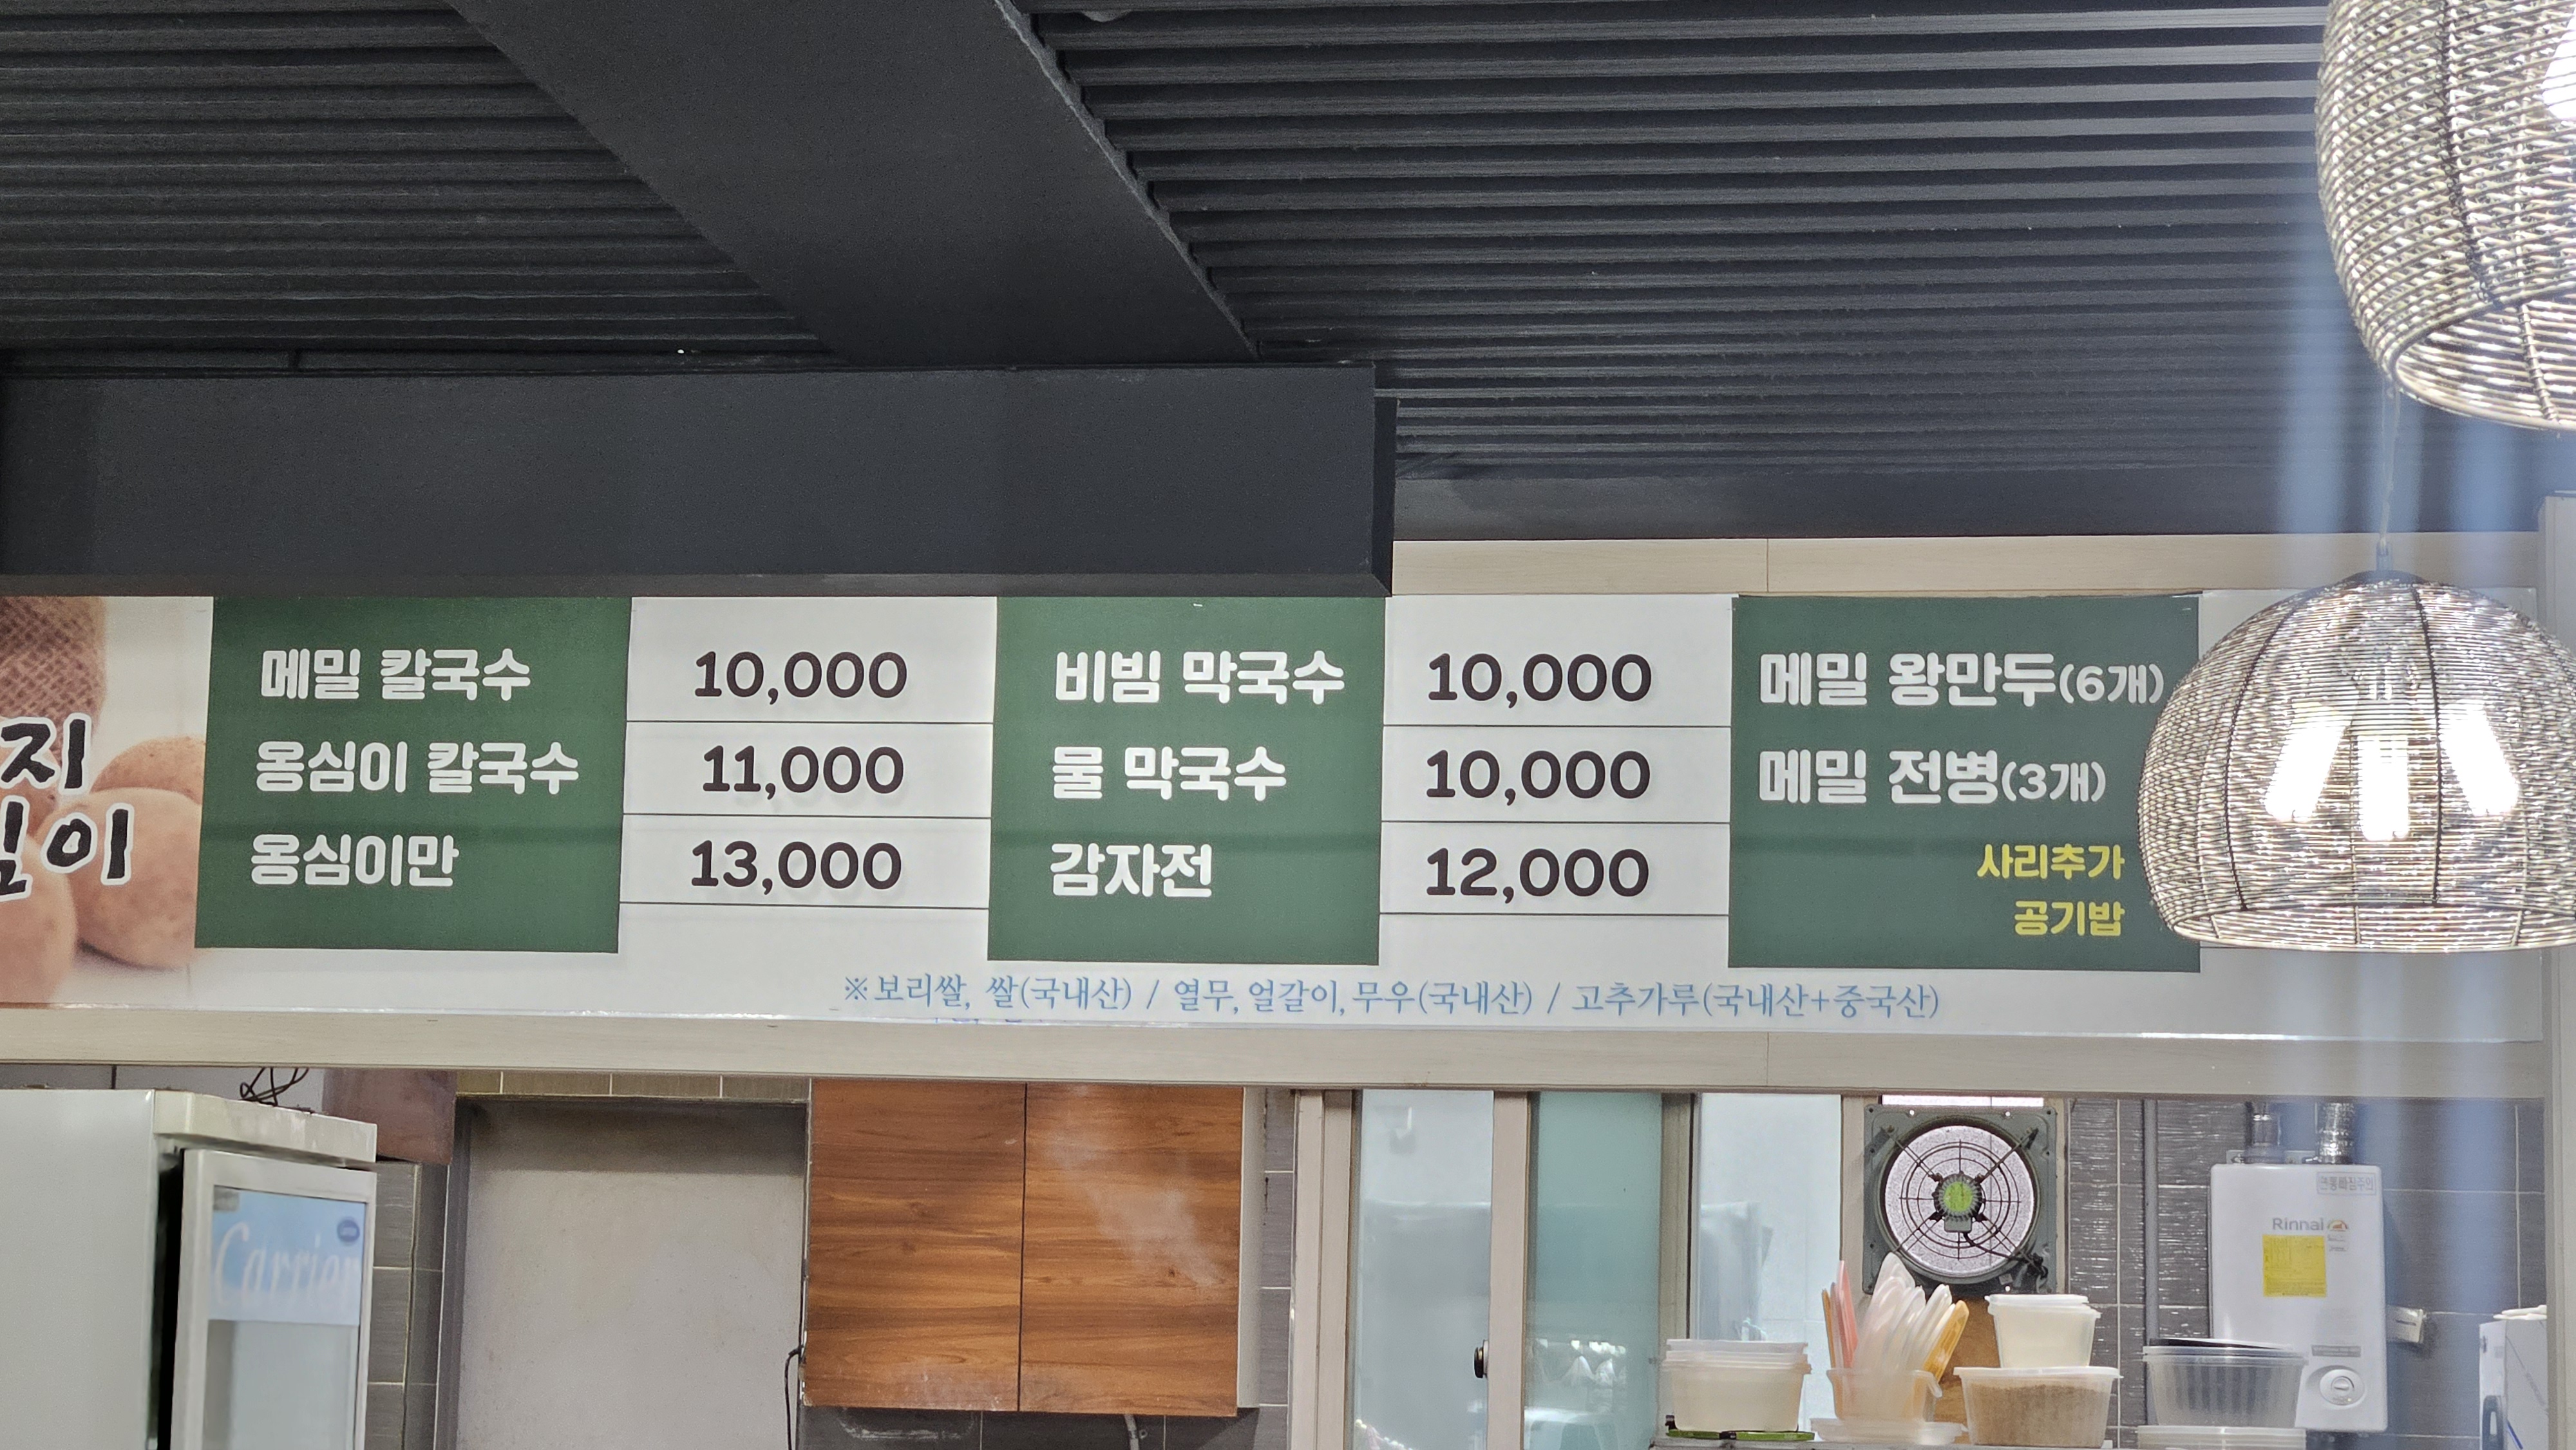 지
심이
메밀 칼국수 10,000
옹심이 칼국수 11,000
옹심이만 13,000
비빔 막국수 10,000
물 막국수 10,000
감자전 12,000
메밀 왕만두(6개)
메밀 전병(3개)
사리추가
공기밥
※보리쌀, 쌀(국내산) / 열무, 얼갈이, 무우(국내산) / 고추가루(국내산+중국산)
Carrier
Rinnai